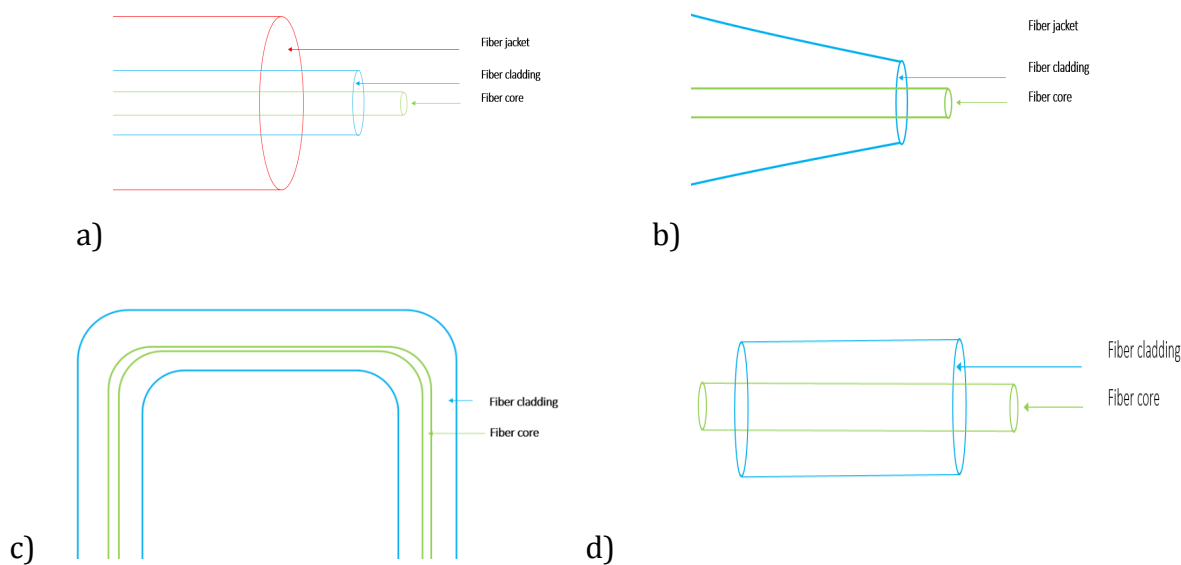 Fiber jacket
Fiber cladding
Fiber core
a)
Fiber jacket
Fiber cladding
Fiber core
b)
Fiber cladding
Fiber core
c)
Fiber cladding
Fiber core
d)